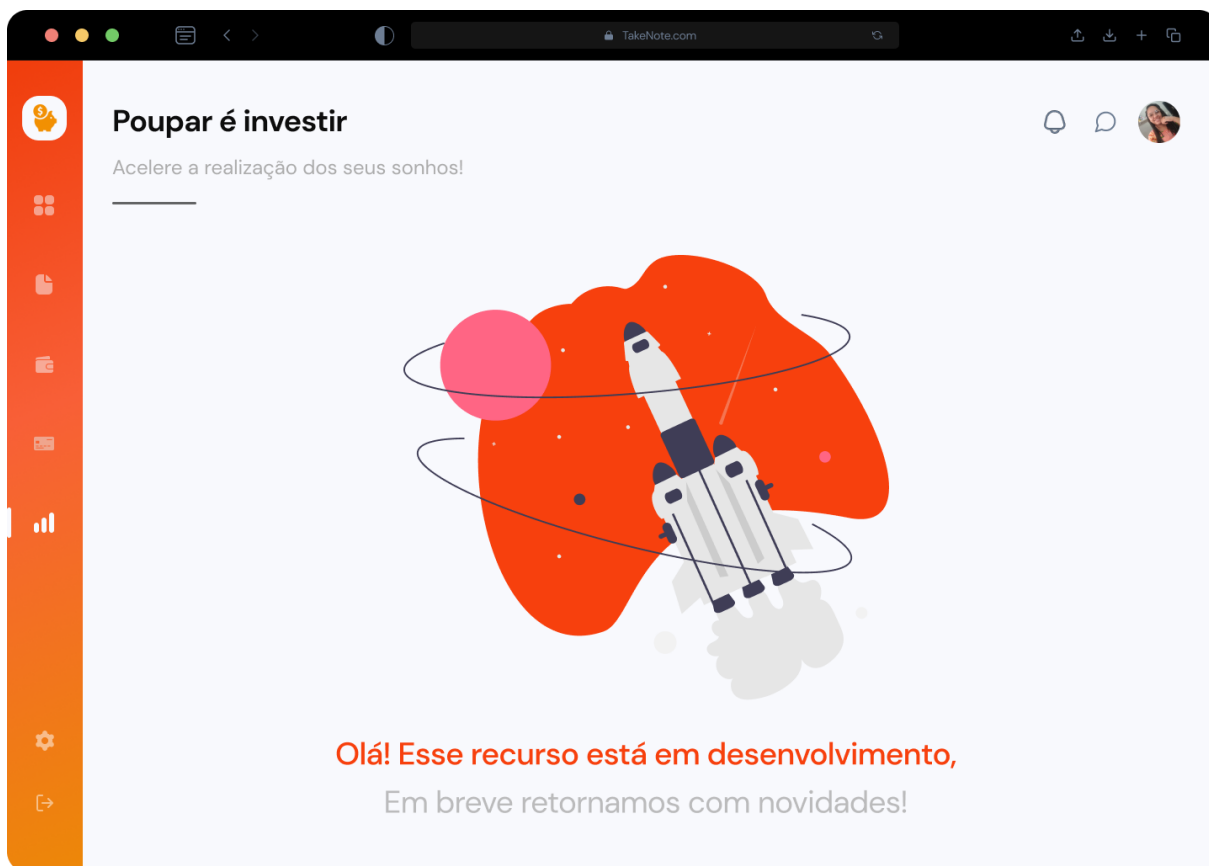 TakeNote.com
Poupar é investir
Acelere a realização dos seus sonhos!
Olá! Esse recurso está em desenvolvimento,
Em breve retornamos com novidades!